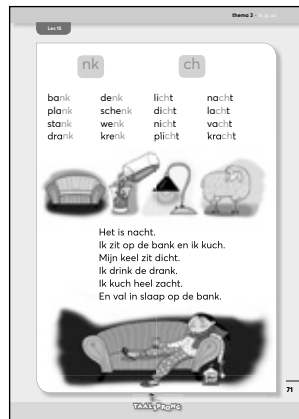 thema 3 -
Les 15
nk ch
bank denk licht nacht
plank schenk dicht lacht
stank wenk nicht vacht
drank krenk plicht kracht
Het is nacht.
Ik zit op de bank en ik kuch.
Mijn keel zit dicht.
Ik drink de drank.
Ik kuch heel zacht.
En val in slaap op de bank.
71
TAALSPRONG